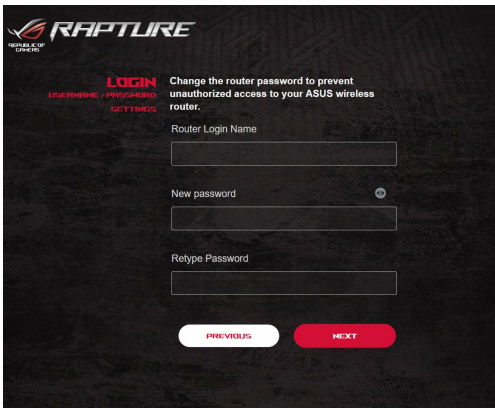 REPUBLIC OF
GAMERS
RAPTURE
LOGIN
USERNAME / PASSWORD
SETTINGS
Change the router password to prevent
unauthorized access to your ASUS wireless
router.
Router Login Name
New password
Retype Password
PREVIOUS
NEXT